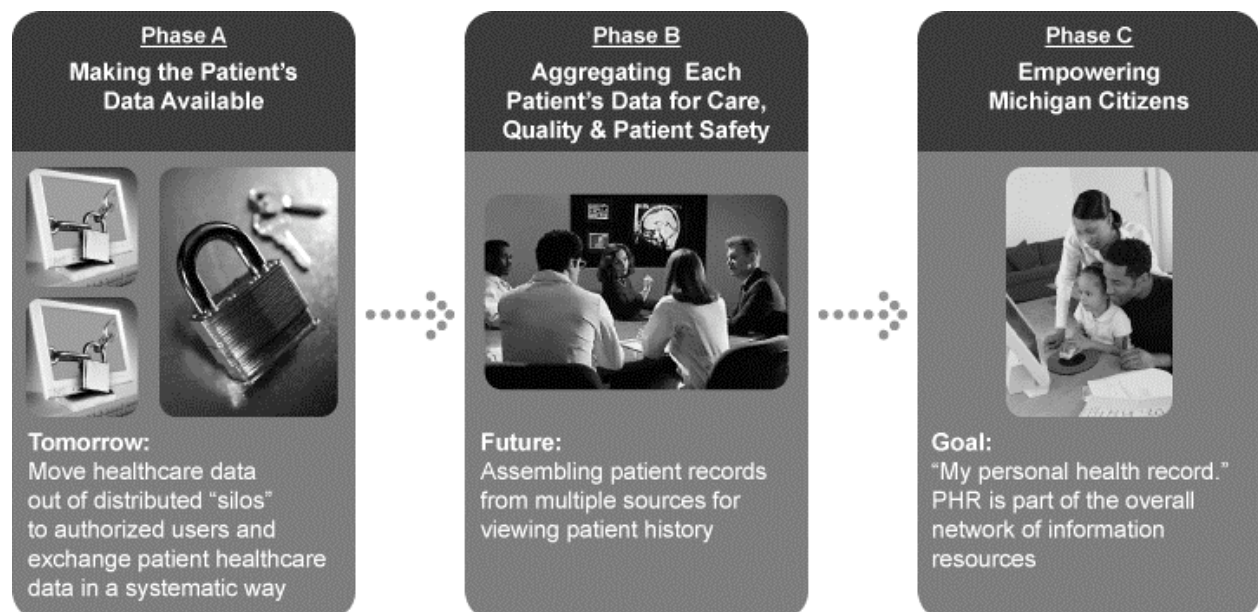 Phase A
Making the Patient's
Data Available
Tomorrow:
Move healthcare data
out of distributed “silos”
to authorized users and
exchange patient healthcare
data in a systematic way
Phase B
Aggregating Each
Patient's Data for Care,
Quality & Patient Safety
Future:
Assembling patient records
from multiple sources for
viewing patient history
Phase C
Empowering
Michigan Citizens
Goal:
“My personal health record.”
PHR is part of the overall
network of information
resources